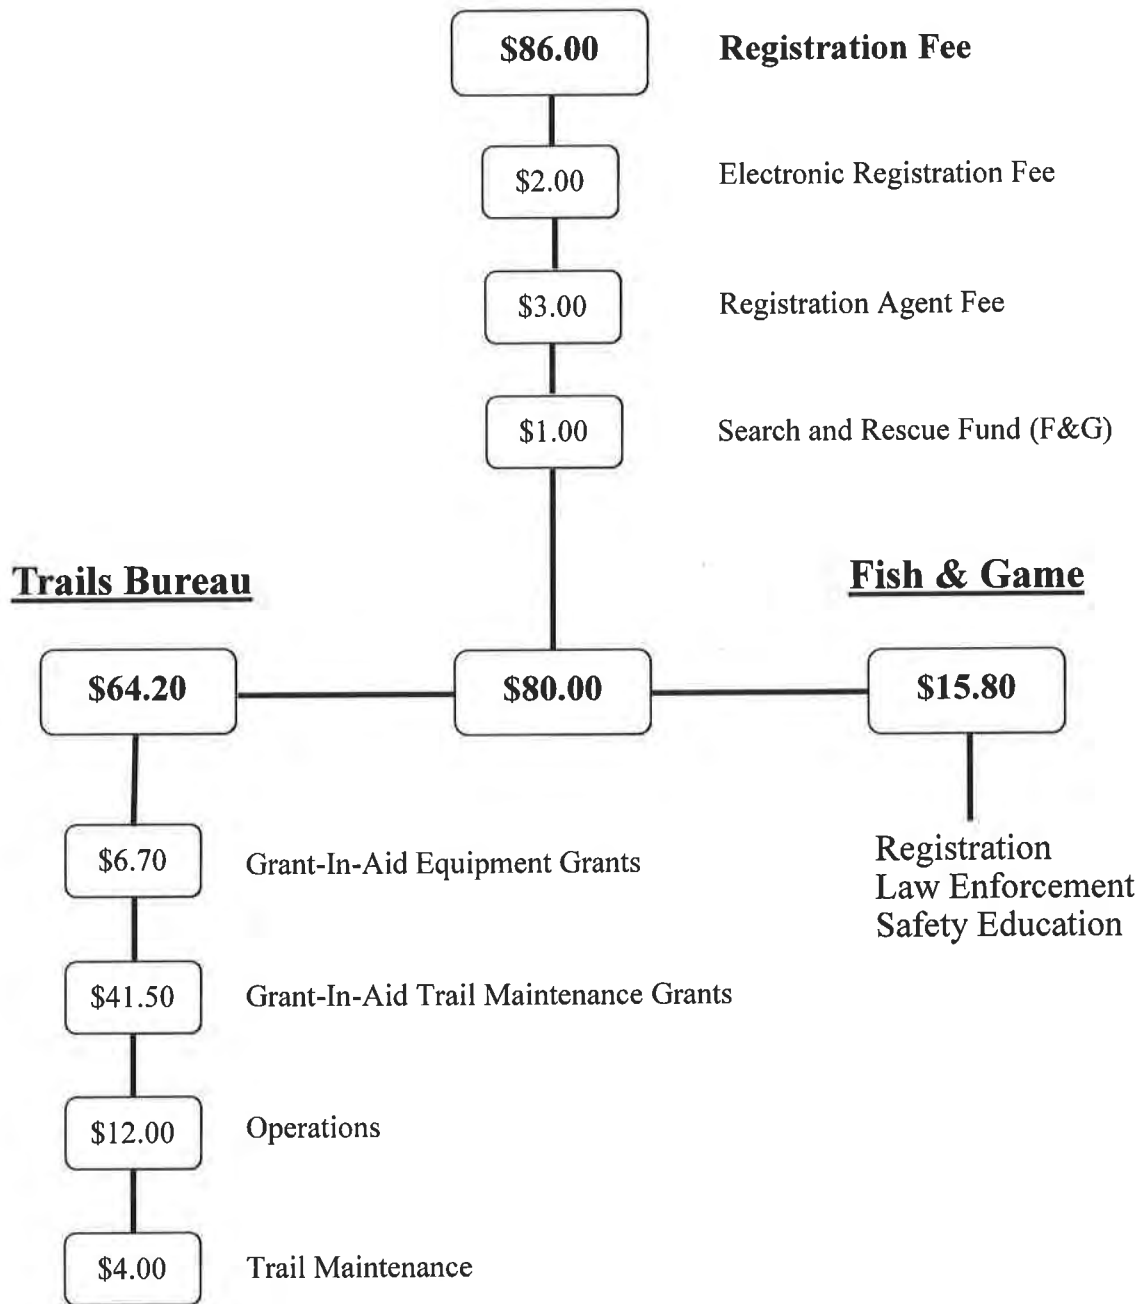 $86.00 Registration Fee
$2.00 Electronic Registration Fee
$3.00 Registration Agent Fee
$1.00 Search and Rescue Fund (F&G)
Trails Bureau Fish & Game
$64.20 $80.00 $15.80
Registration
Law Enforcement
Safety Education
$6.70 Grant-In-Aid Equipment Grants
$41.50 Grant-In-Aid Trail Maintenance Grants
$12.00 Operations
$4.00 Trail Maintenance